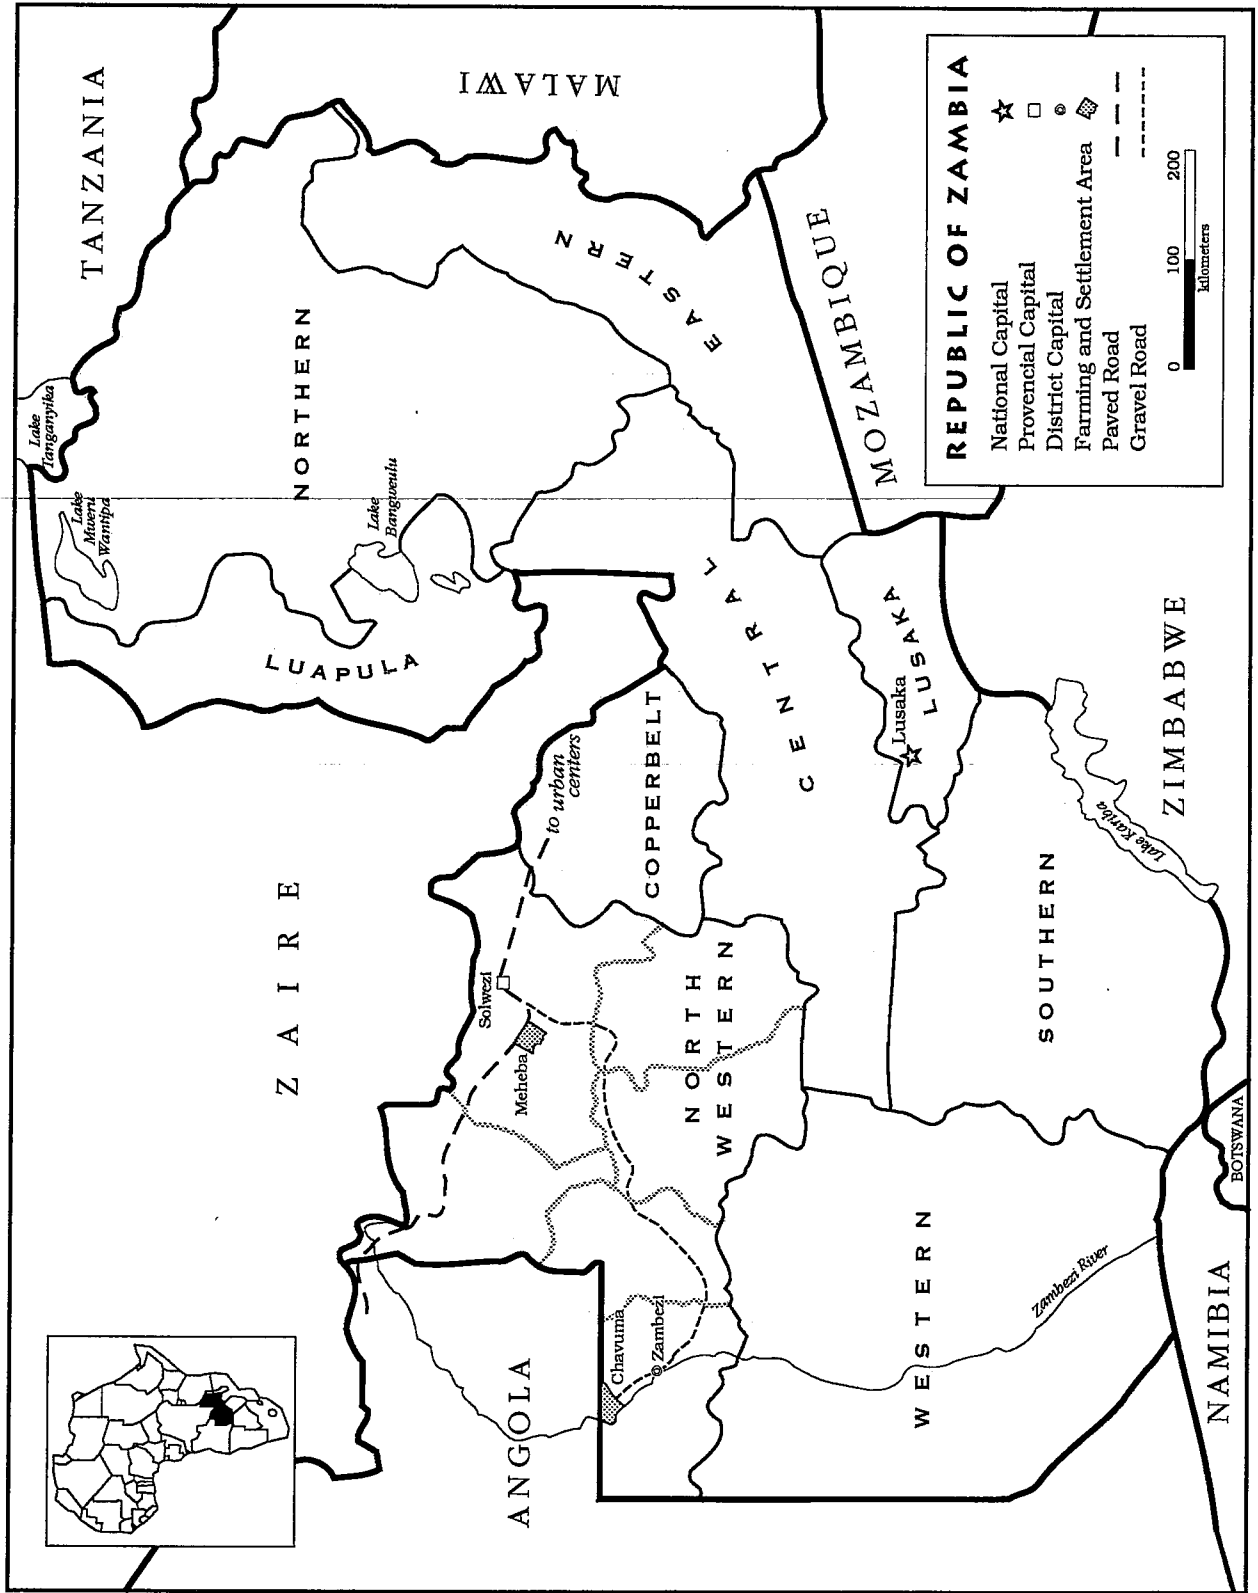 TANZANIA
Lake
Tanganyika
Lake
Mweru
Wantipa
NORTHERN
MALAWI
Lake
Bangweulu
LUAPULA
EASTERN
ZAIRE
to urban
centers
COPPERBELT
CENTRAL
MOZAMBIQUE
Solwezi
Meheba
NORTH
WESTERN
Lusaka
LUSAKA
ANGOLA
Chavuma
Zambezi
WESTERN
Zambezi River
SOUTHERN
Lake Kariba
ZIMBABWE
NAMIBIA
BOTSWANA
REPUBLIC OF ZAMBIA
National Capital
Provencial Capital
District Capital
Farming and Settlement Area
Paved Road
Gravel Road
0 100 200
kilometers